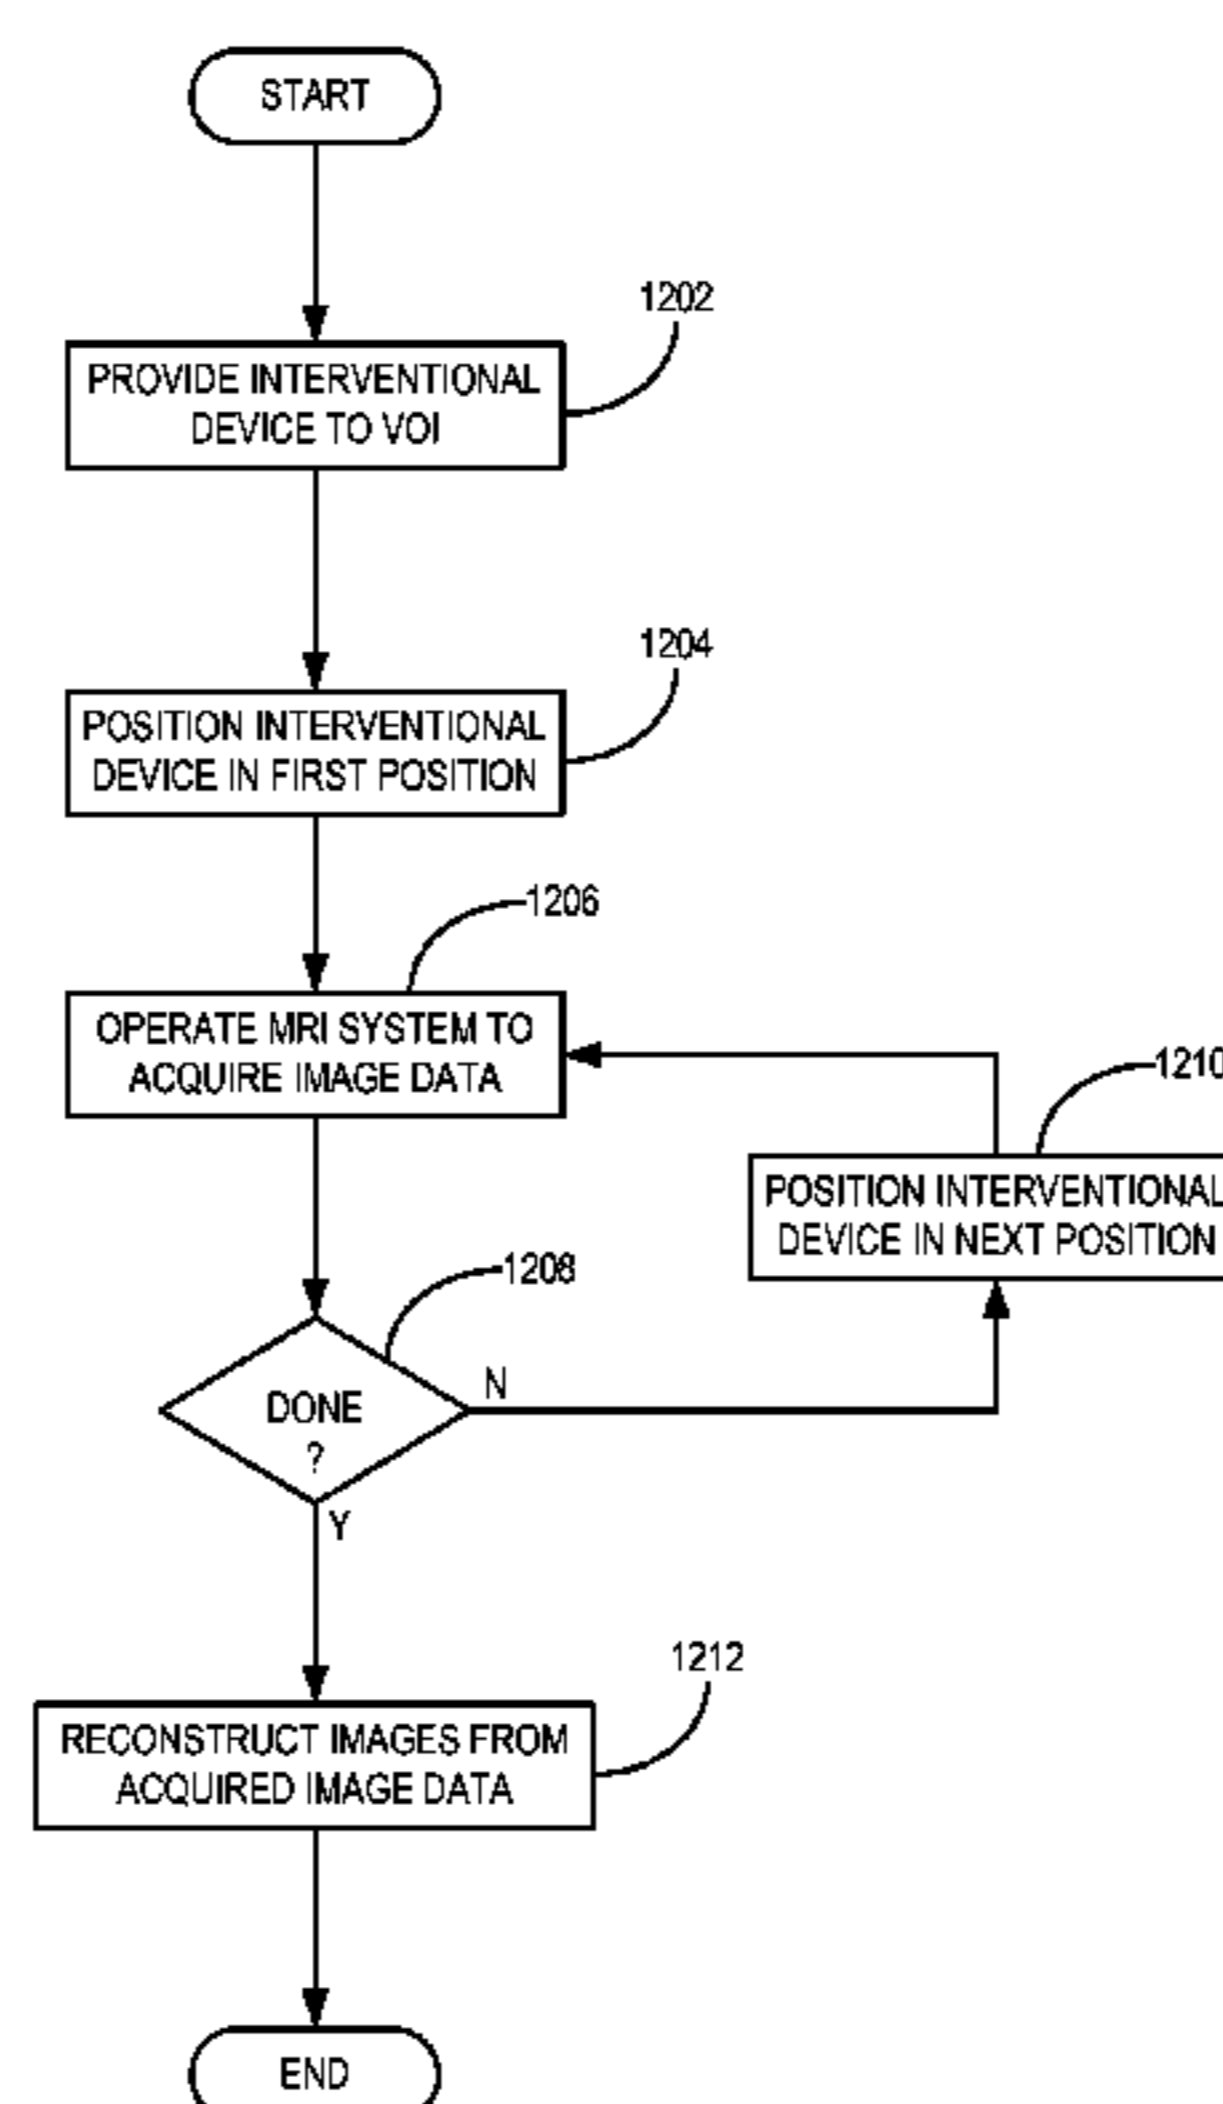 START
1202
PROVIDE INTERVENTIONAL
DEVICE TO VOI
1204
POSITION INTERVENTIONAL
DEVICE IN FIRST POSITION
1206
OPERATE MRI SYSTEM TO
ACQUIRE IMAGE DATA
1210
POSITION INTERVENTIONAL
DEVICE IN NEXT POSITION
1208
DONE
?
N
Y
1212
RECONSTRUCT IMAGES FROM
ACQUIRED IMAGE DATA
END